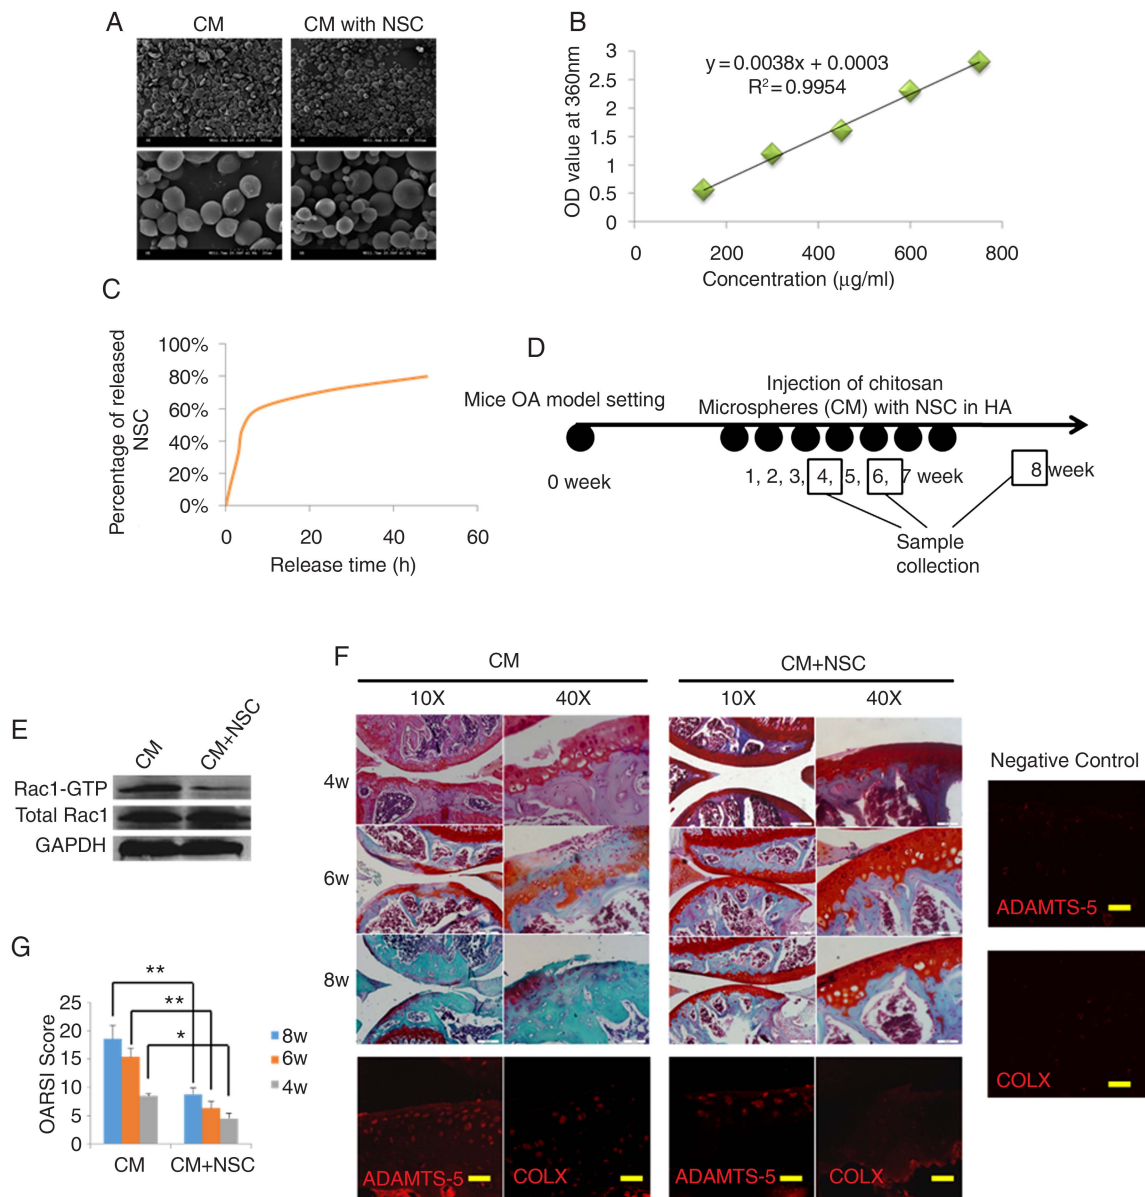 A
CM
CM with NSC
B
OD value at 360nm
3
2.5
2
1.5
1
0.5
0
y = 0.0038x + 0.0003
R² = 0.9954
0
200
400
600
800
Concentration (μg/ml)
C
Percentage of released
NSC
100%
80%
60%
40%
20%
0%
0
20
40
60
Release time (h)
D
Mice OA model setting
Injection of chitosan
Microspheres (CM) with NSC in HA
0 week
1, 2, 3, 4, 5, 6, 7 week
8 week
Sample
collection
E
CM
CM+NSC
Rac1-GTP
Total Rac1
GAPDH
F
CM
CM+NSC
10X
40X
10X
40X
4w
6w
8w
Negative Control
ADAMTS-5
COLX
ADAMTS-5
COLX
ADAMTS-5
COLX
G
OARSI Score
25
20
15
10
5
0
**
**
*
8w
6w
4w
CM
CM+NSC